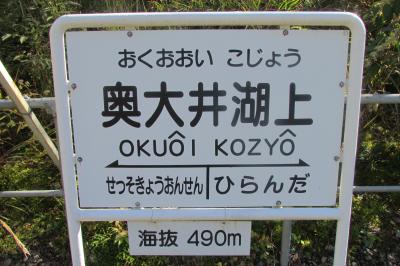 おくおおい こじょう
奥大井湖上
OKUÔI KOZYÔ
せっそきょうおんせん ひらんだ
海抜 490m